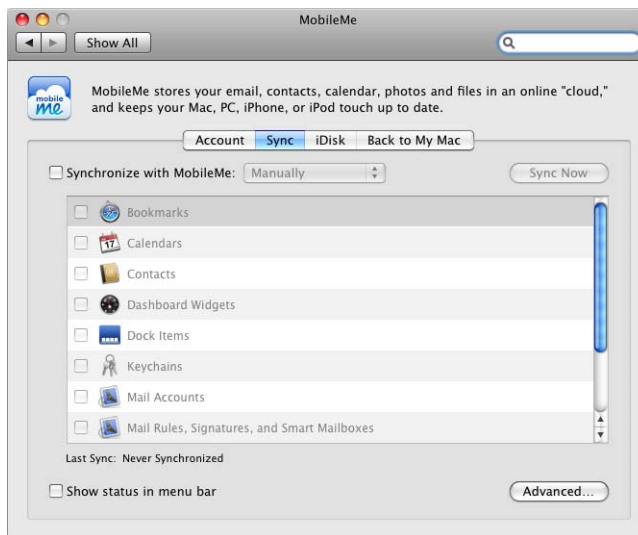 MobileMe
Show All
mobile
me
MobileMe stores your email, contacts, calendar, photos and files in an online "cloud,"
and keeps your Mac, PC, iPhone, or iPod touch up to date.
Account Sync iDisk Back to My Mac
Synchronize with MobileMe: Manually Sync Now
Bookmarks
17 Calendars
Contacts
Dashboard Widgets
Dock Items
Keychains
Mail Accounts
Mail Rules, Signatures, and Smart Mailboxes
Last Sync: Never Synchronized
Show status in menu bar Advanced...